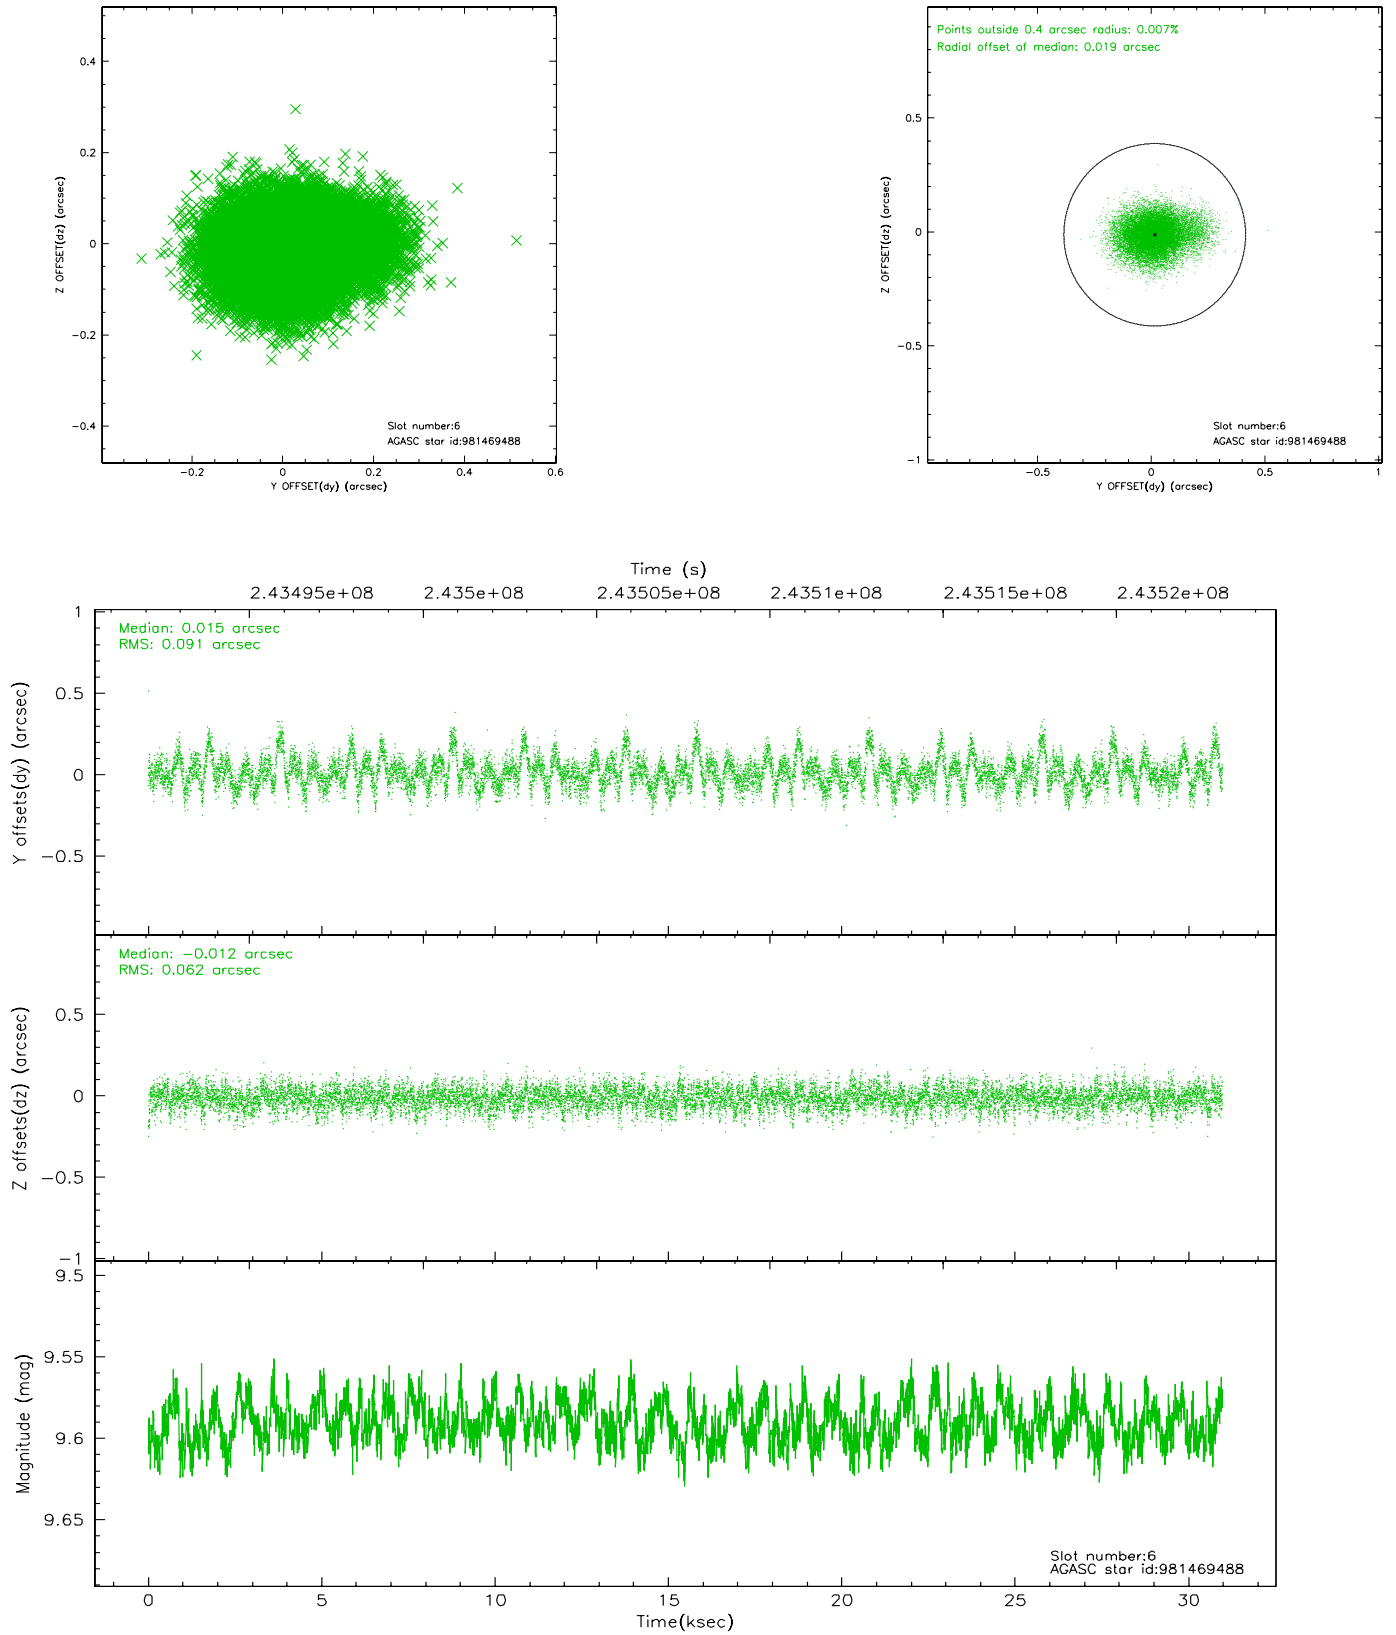 0.4
0.2
0
−0.2
−0.4
Z OFFSET(dz) (arcsec)
Slot number:6
AGASC star id:981469488
−0.2 0 0.2 0.4 0.6
Y OFFSET(dy) (arcsec)
Points outside 0.4 arcsec radius: 0.007%
Radial offset of median: 0.019 arcsec
0.5
0
−0.5
−1
Z OFFSET(dz) (arcsec)
Slot number:6
AGASC star id:981469488
−0.5 0 0.5 1
Y OFFSET(dy) (arcsec)
Time (s)
2.43495e+08 2.435e+08 2.43505e+08 2.4351e+08 2.43515e+08 2.4352e+08
Median: 0.015 arcsec
RMS: 0.091 arcsec
1
0.5
0
−0.5
Y offsets(dy) (arcsec)
Median: −0.012 arcsec
RMS: 0.062 arcsec
0.5
0
−0.5
−1
Z offsets(dz) (arcsec)
9.5
9.55
9.6
9.65
Magnitude (mag)
Slot number:6
AGASC star id:981469488
0 5 10 15 20 25 30
Time(ksec)